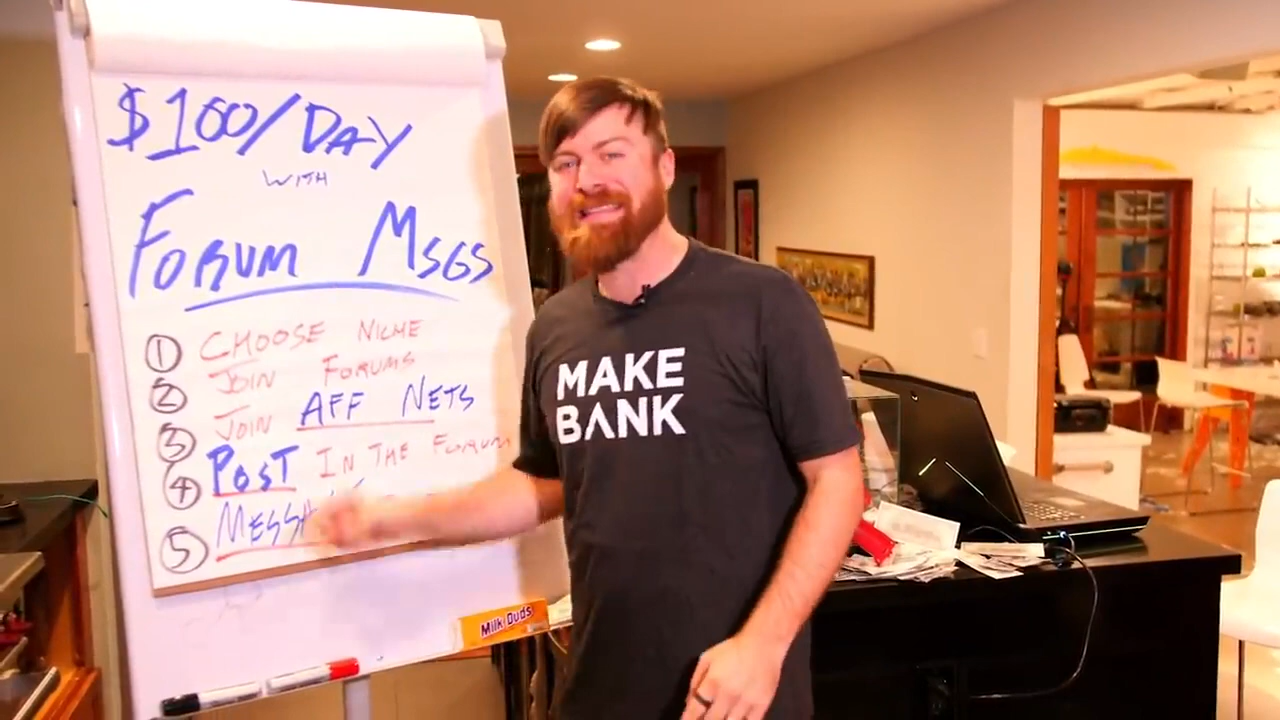 $100/DAY
WITH
FORUM MSGS
1 CHOOSE NICHE
2 JOIN FORUMS
3 JOIN AFF NETS
4 POST IN THE FORUM
5
MAKE
BANK
Milk Duds